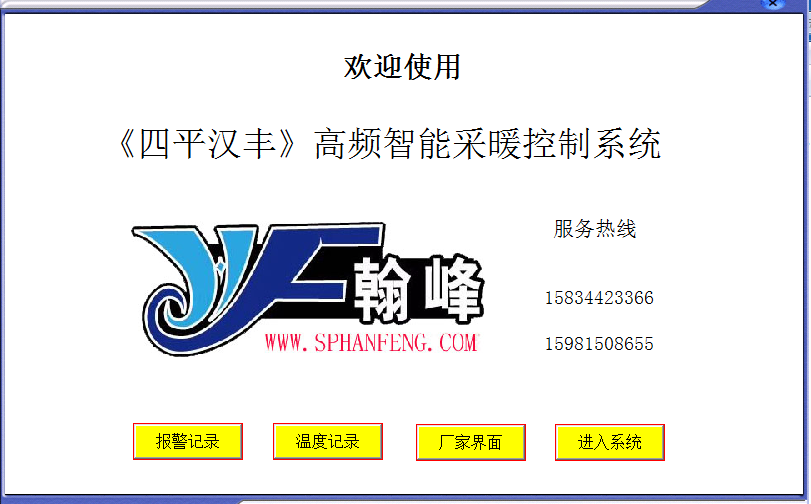 欢迎使用
《四平汉丰》高频智能采暖控制系统
服务热线
翰峰
15834423366
WWW.SPHANFENG.COM
15981508655
报警记录 温度记录 厂家界面 进入系统